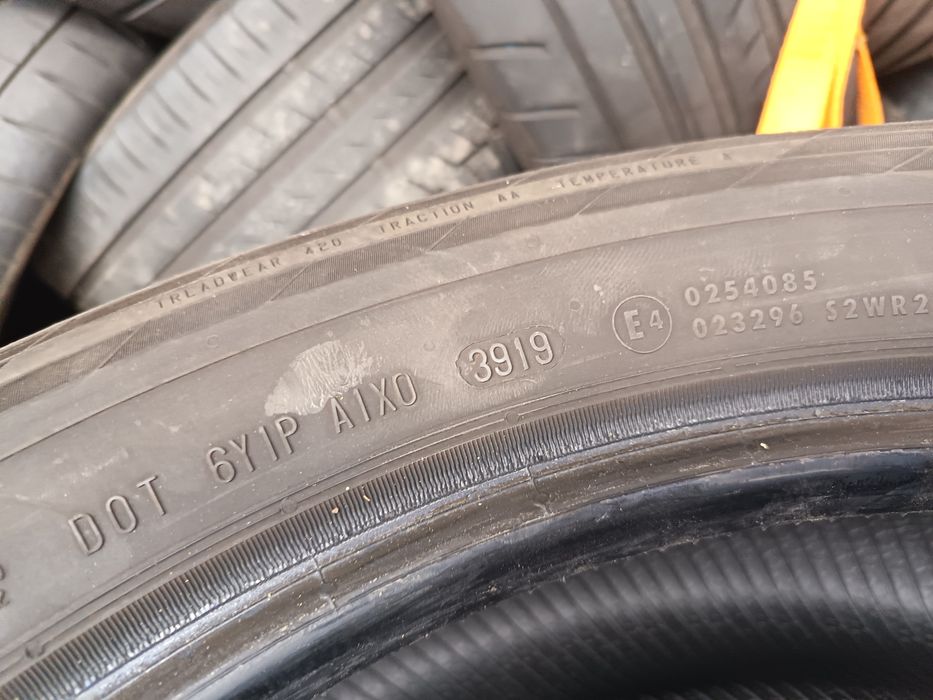 TREADWEAR 420 TRACTION AA TEMPERATURE A
DOT 6Y1P A1X0 3919
E4 0254085
023296 S2WR2